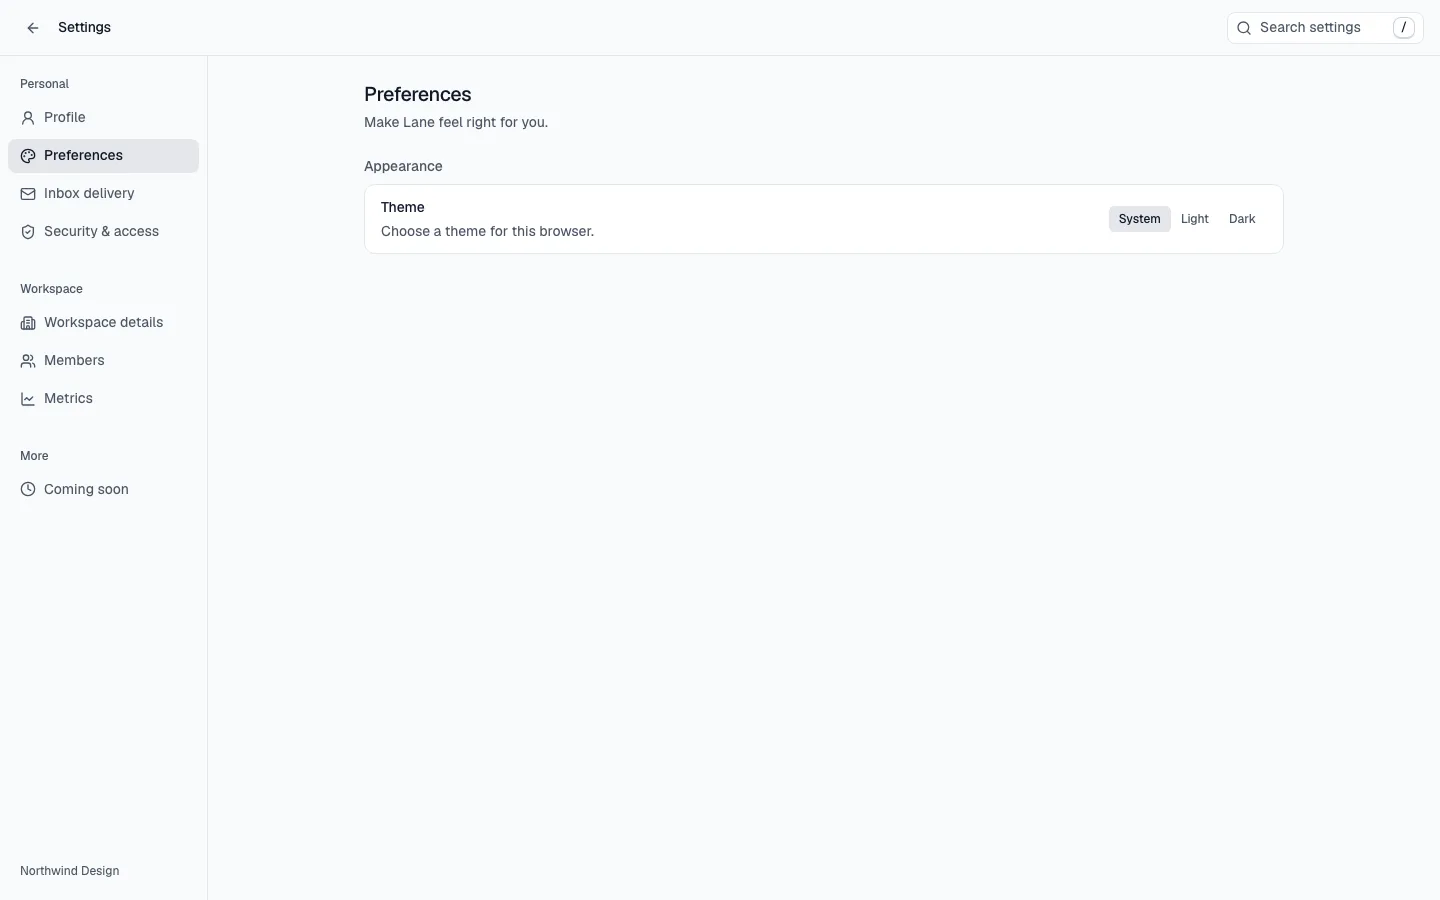 Settings
Search settings /
Personal
Profile
Preferences
Inbox delivery
Security & access
Workspace
Workspace details
Members
Metrics
More
Coming soon
Northwind Design
Preferences
Make Lane feel right for you.
Appearance
Theme
Choose a theme for this browser.
System Light Dark